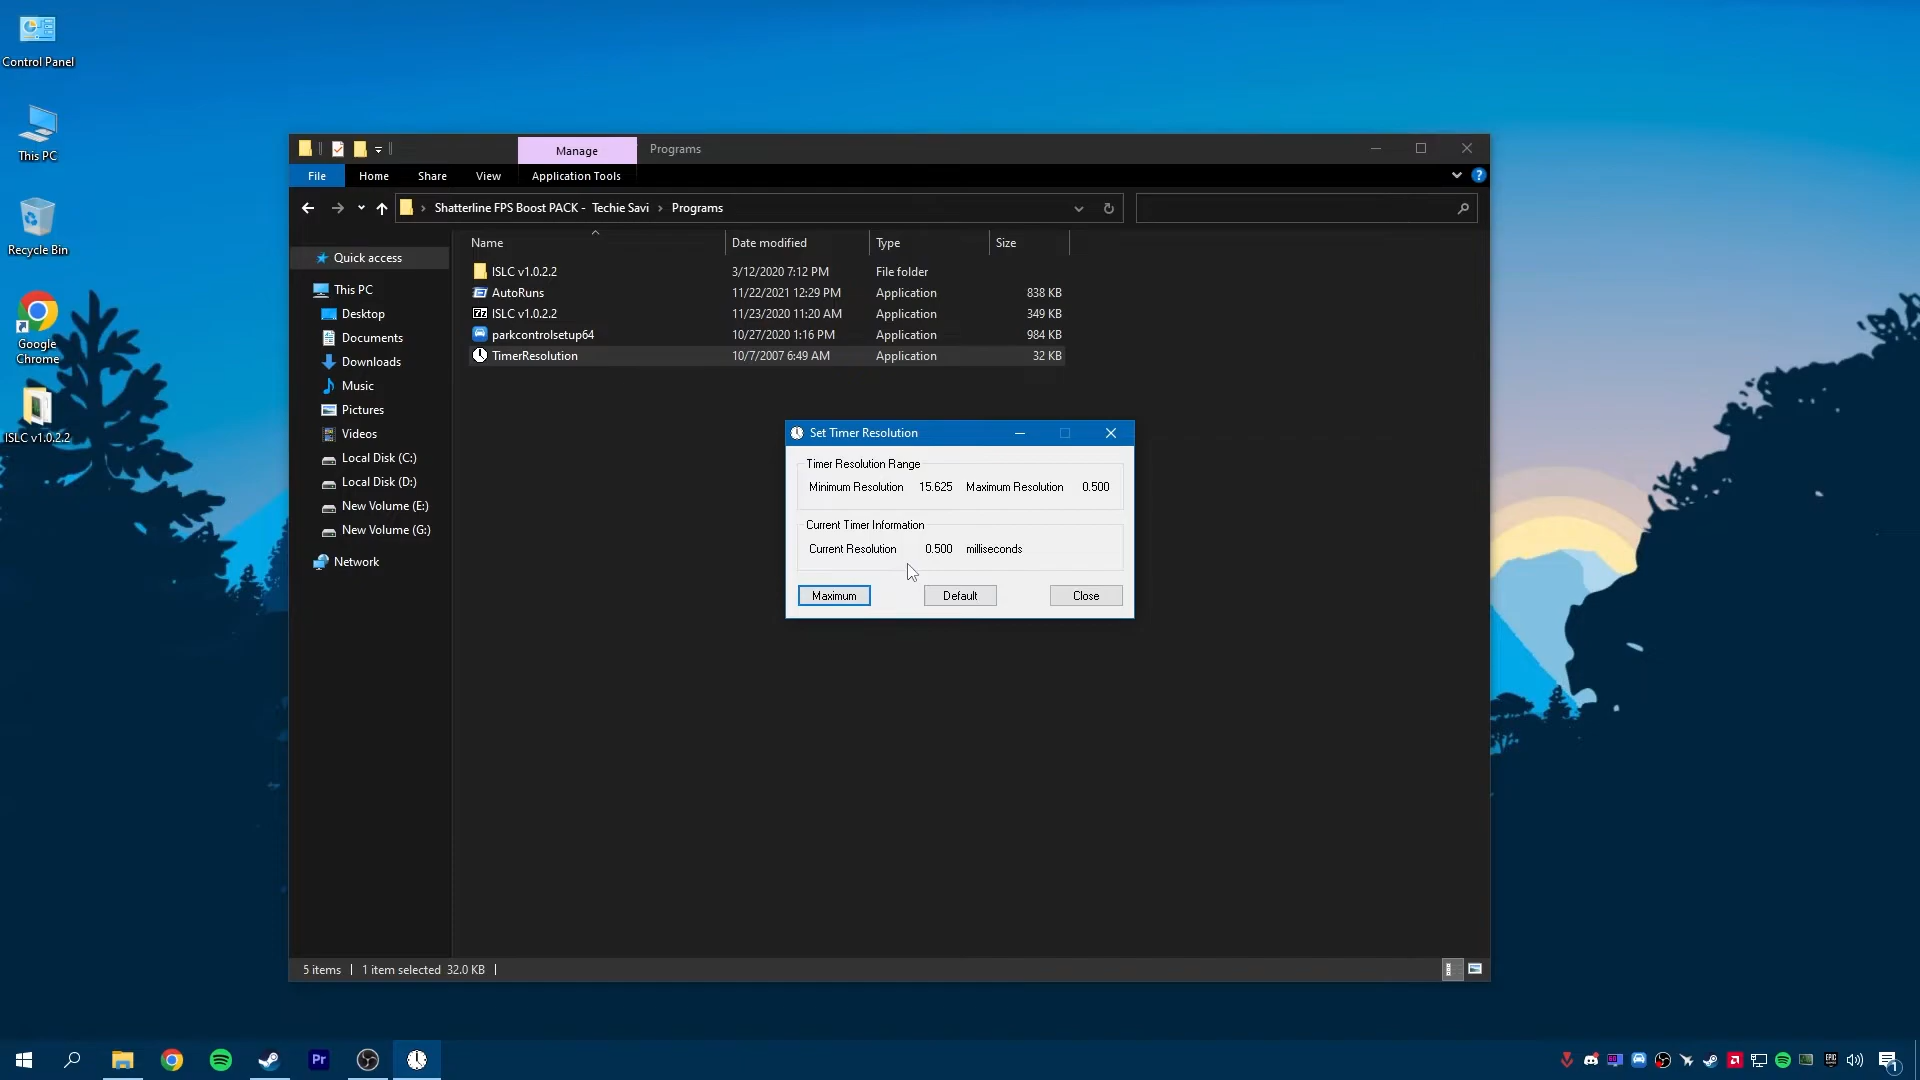 Control Panel
This PC
Recycle Bin
Google
Chrome
ISLC v1.0.2.2
Manage
Programs
File
Home
Share
View
Application Tools
Shatterline FPS Boost PACK - Techie Savi > Programs
Name
Date modified
Type
Size
ISLC v1.0.2.2 3/12/2020 7:12 PM File folder
AutoRuns 11/22/2021 12:29 PM Application 838 KB
ISLC v1.0.2.2 11/23/2020 11:20 AM Application 349 KB
parkcontrolsetup64 10/27/2020 1:16 PM Application 984 KB
TimerResolution 10/7/2007 6:49 AM Application 32 KB
Quick access
This PC
Desktop
Documents
Downloads
Music
Pictures
Videos
Local Disk (C:)
Local Disk (D:)
New Volume (E:)
New Volume (G:)
Network
Set Timer Resolution
Timer Resolution Range
Minimum Resolution 15.625 Maximum Resolution 0.500
Current Timer Information
Current Resolution 0.500 milliseconds
Maximum
Default
Close
5 items
1 item selected 32.0 KB
Pr
EPIC
1